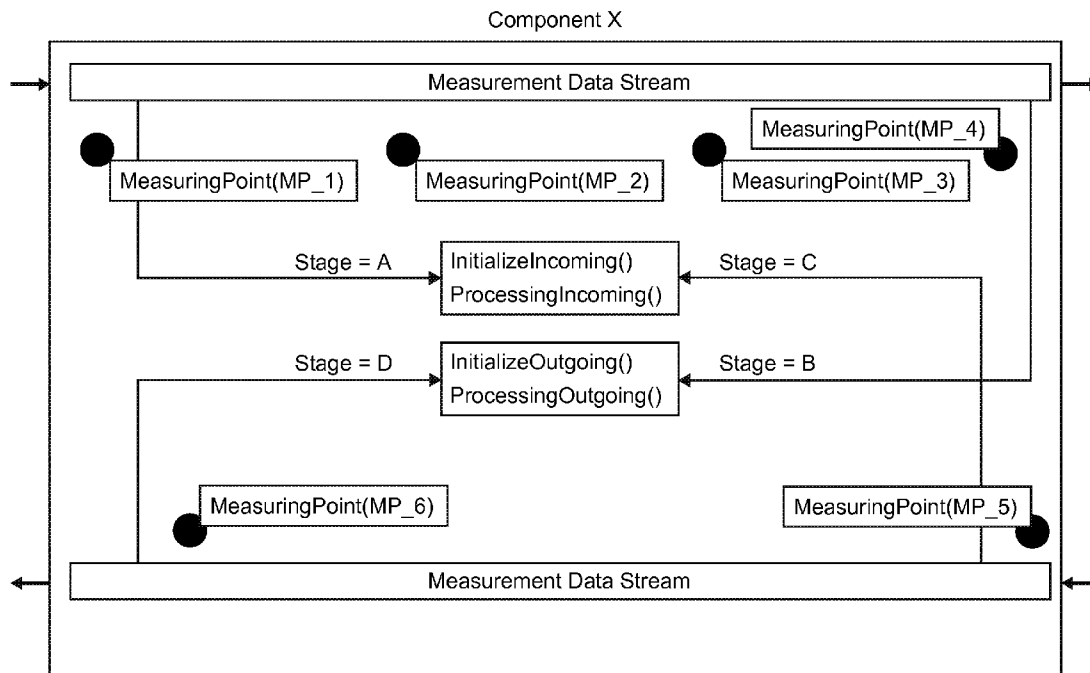 Component X
Measurement Data Stream
MeasuringPoint(MP_4)
MeasuringPoint(MP_1)
MeasuringPoint(MP_2)
MeasuringPoint(MP_3)
Stage = A
InitializeIncoming()
ProcessingIncoming()
Stage = C
Stage = D
InitializeOutgoing()
ProcessingOutgoing()
Stage = B
MeasuringPoint(MP_6)
MeasuringPoint(MP_5)
Measurement Data Stream